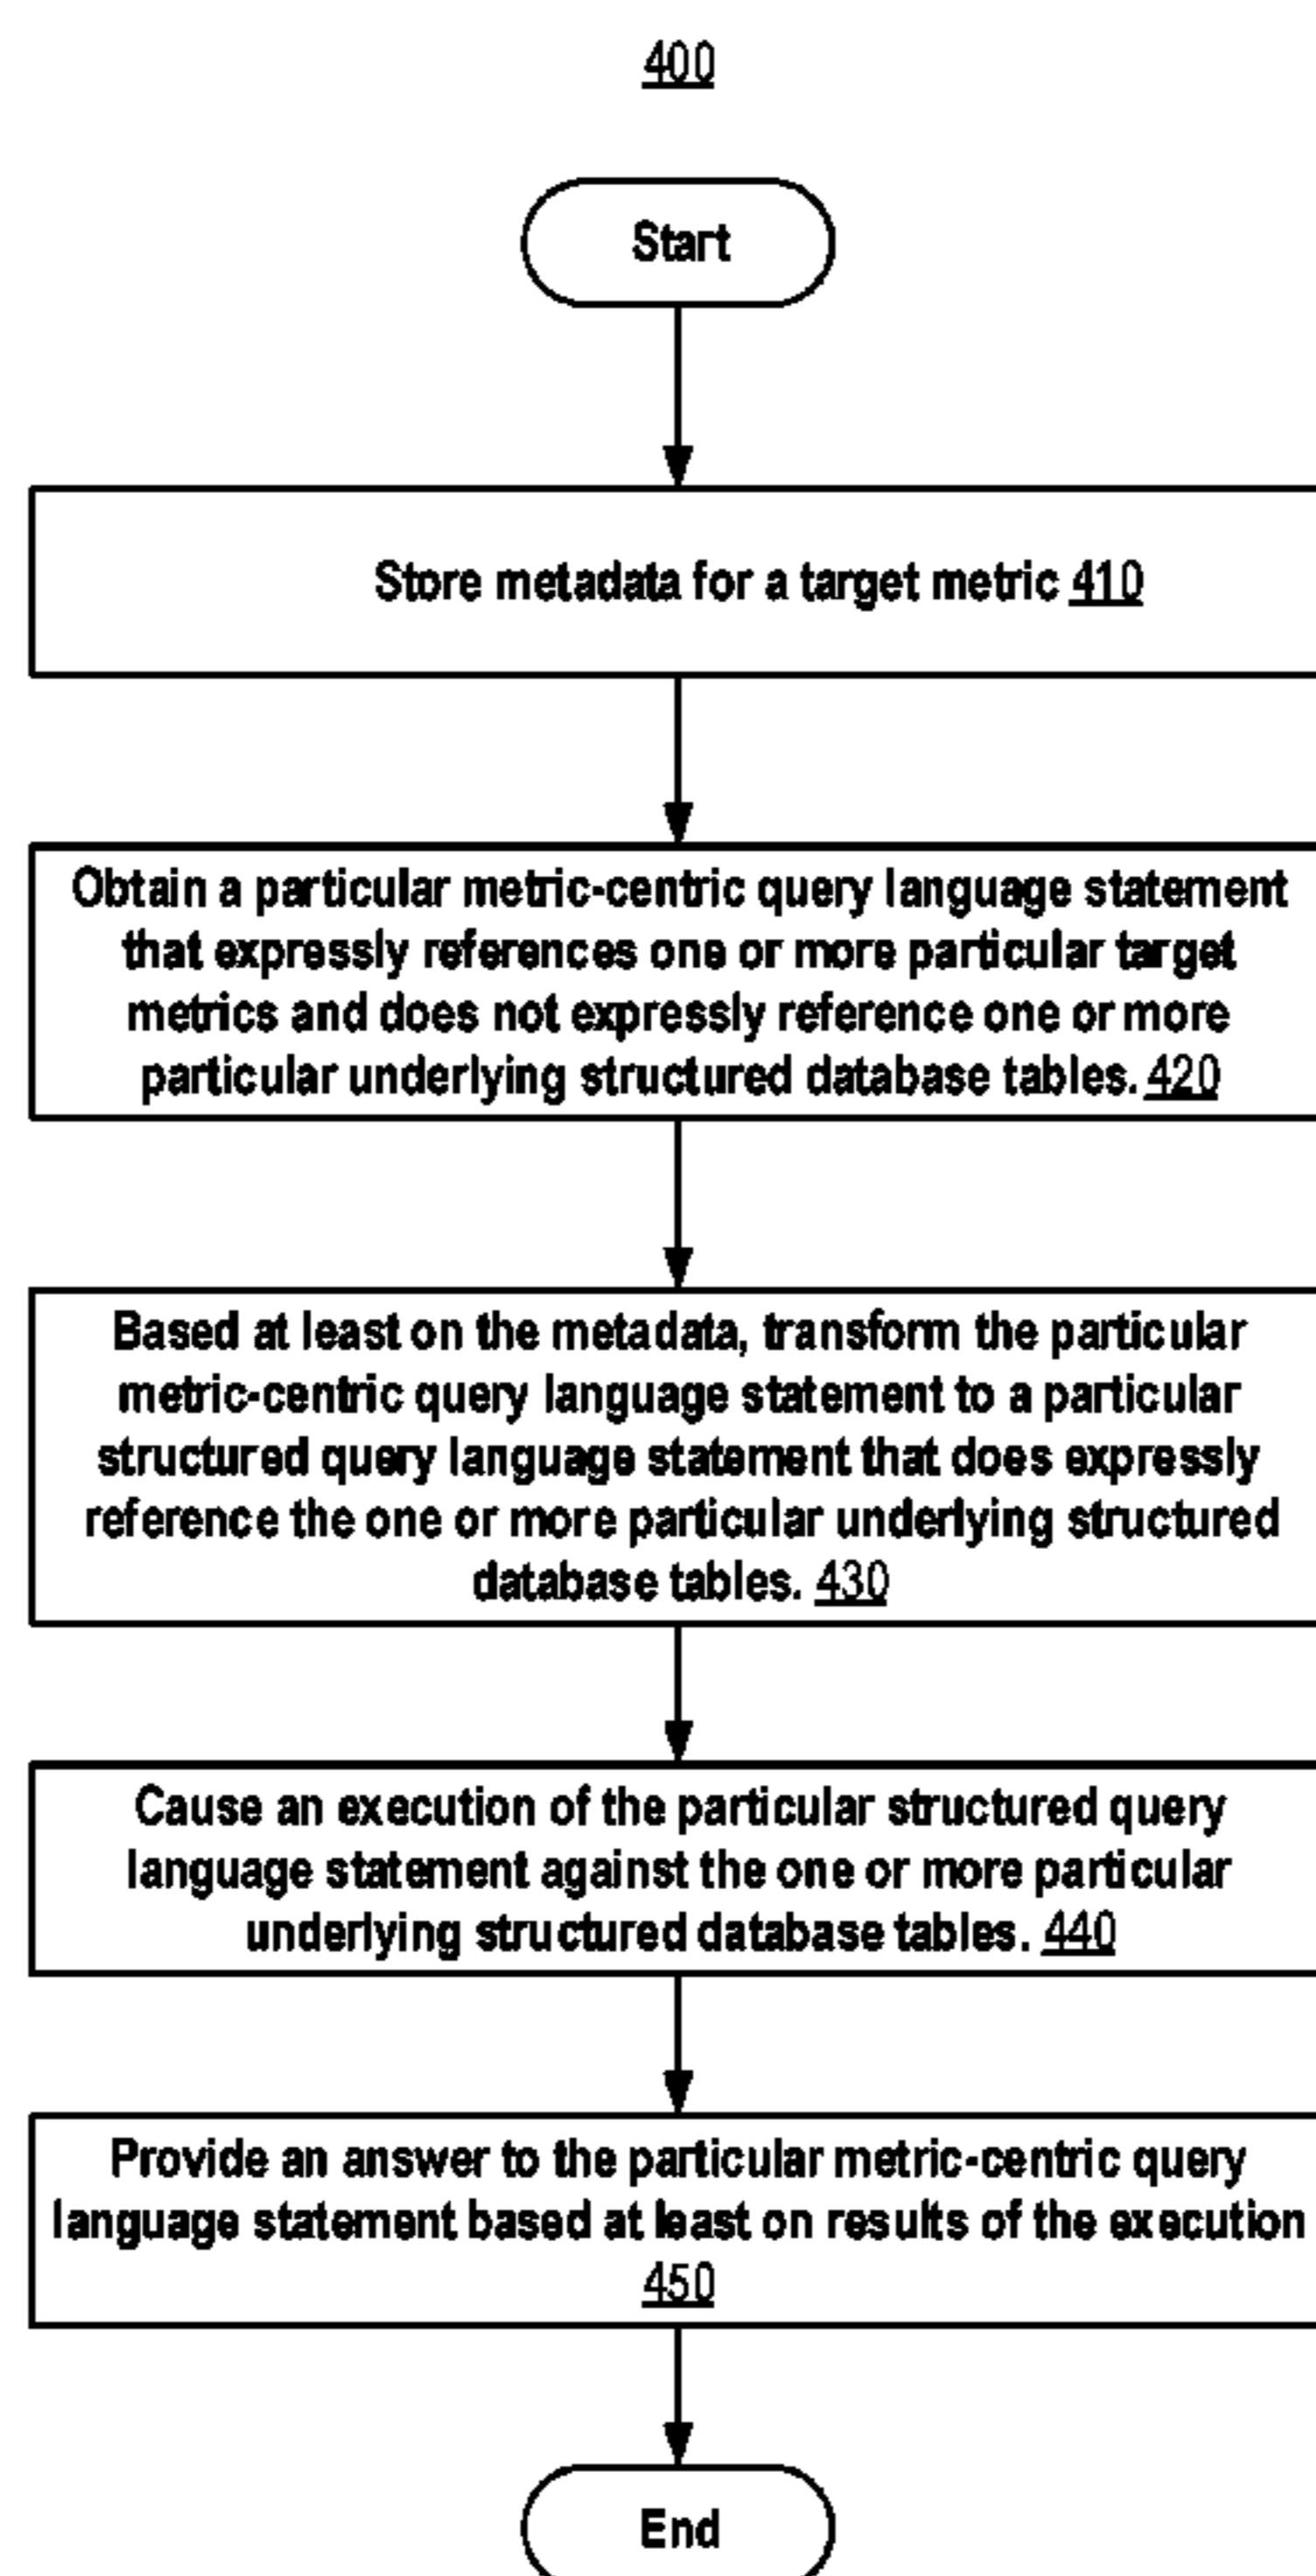 400
Start
Store metadata for a target metric 410
Obtain a particular metric-centric query language statement
that expressly references one or more particular target
metrics and does not expressly reference one or more
particular underlying structured database tables. 420
Based at least on the metadata, transform the particular
metric-centric query language statement to a particular
structured query language statement that does expressly
reference the one or more particular underlying structured
database tables. 430
Cause an execution of the particular structured query
language statement against the one or more particular
underlying structured database tables. 440
Provide an answer to the particular metric-centric query
language statement based at least on results of the execution
450
End